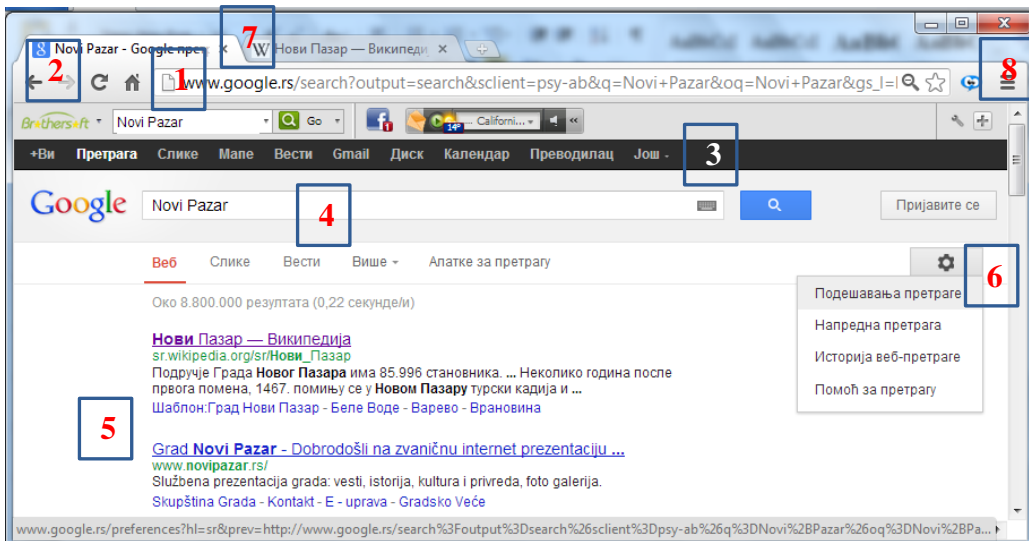 Novi Pazar - Google прет 7 Нови Пазар — Википедиј
2 1 www.google.rs/search?output=search&sclient=psy-ab&q=Novi+Pazar&oq=Novi+Pazar&gs_l= 8
Brothersoft Novi Pazar Go 14° ... Californi...
+Ви Претрага Слике Мапе Вести Gmail Диск Календар Преводилац Још 3
Google Novi Pazar 4 Пријавите се
Веб Слике Вести Више Алатке за претрагу 6
Око 8.800.000 резултата (0,22 секунде/и)
Подешавања претраге
Напредна претрага
Историја веб-претраге
Помоћ за претрагу
Нови Пазар — Википедија
sr.wikipedia.org/sr/Нови_Пазар
Подручје Града Новог Пазара има 85.996 становника. ... Неколико година после
првога помена, 1467. помињу се у Новом Пазару турски кадија и ...
Шаблон:Град Нови Пазар - Беле Воде - Варево - Врановина
5
Grad Novi Pazar - Dobrodošli na zvaničnu internet prezentaciju ...
www.novipazar.rs/
Službena prezentacija grada: vesti, istorija, kultura i privreda, foto galerija.
Skupština Grada - Kontakt - E - uprava - Gradsko Veće
www.google.rs/preferences?hl=sr&prev=http://www.google.rs/search%3Foutput%3Dsearch%26sclient%3Dpsy-ab%26q%3DNovi%2BPazar%26oq%3DNovi%2BPa...